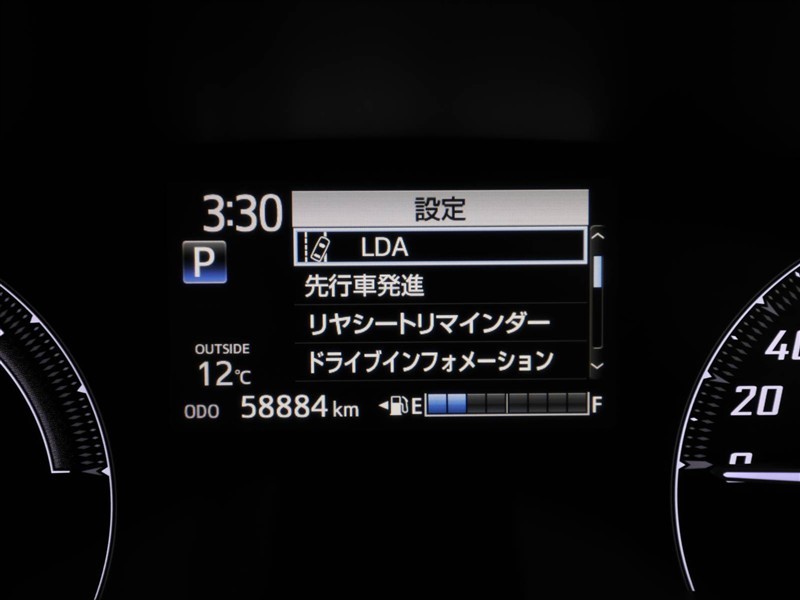 3:30
設定
LDA
P
先行車発進
リヤシートリマインダー
ドライブインフォメーション
OUTSIDE
12℃
ODO 58884 km
E
F
40
20
0